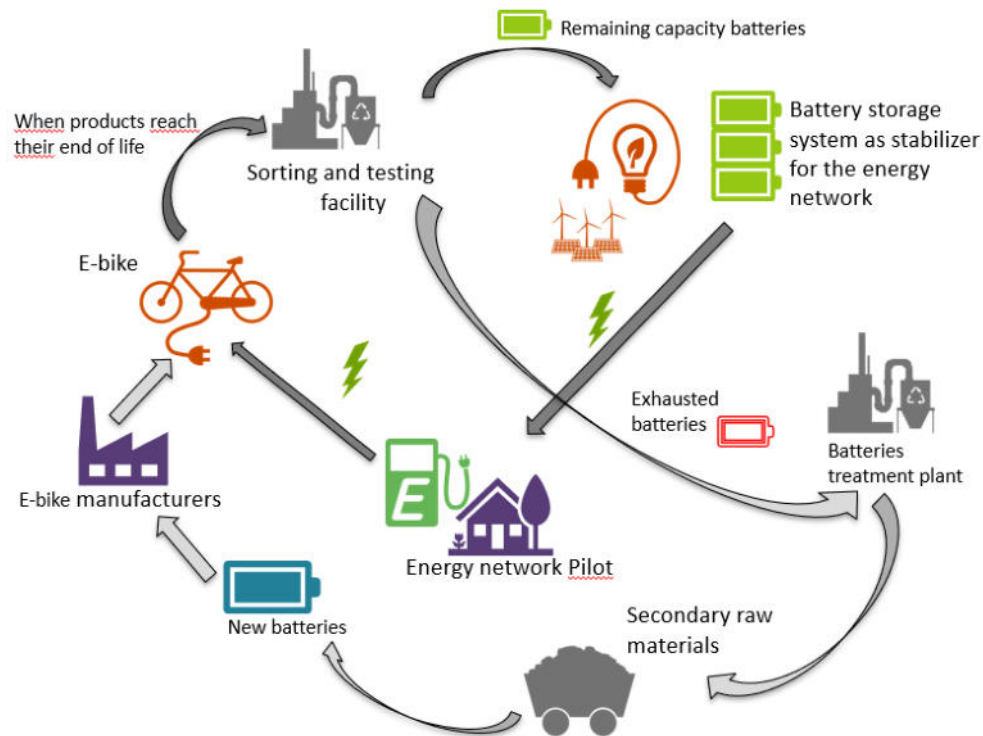 Remaining capacity batteries
When products reach
their end of life
Sorting and testing
facility
Battery storage
system as stabilizer
for the energy
network
E-bike
Exhausted
batteries
Batteries
treatment plant
E-bike manufacturers
E
Energy network Pilot
New batteries
Secondary raw
materials